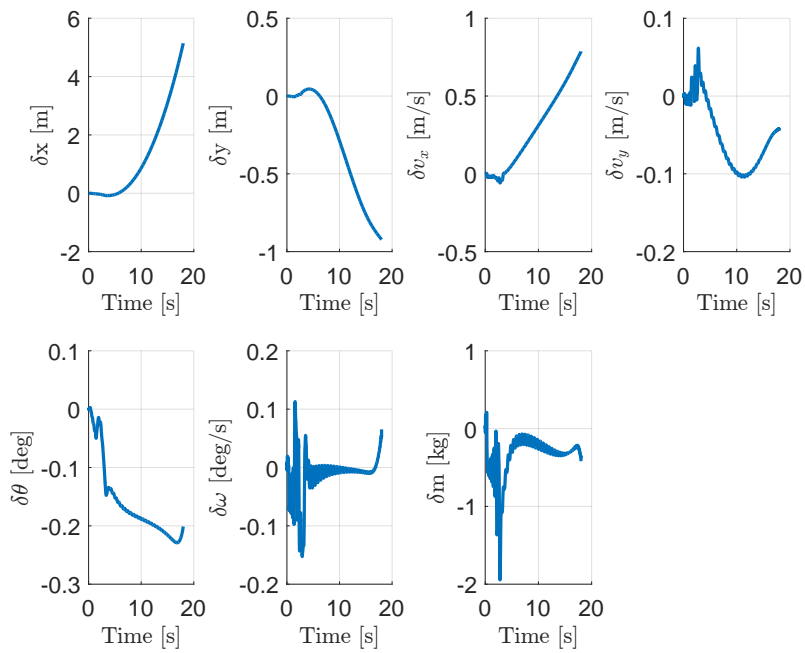 δx [m]
6
4
2
0
-2
0 10 20
Time [s]
δy [m]
0.5
0
-0.5
-1
0 10 20
Time [s]
δv_x [m/s]
1
0.5
0
-0.5
0 10 20
Time [s]
δv_y [m/s]
0.1
0
-0.1
-0.2
0 10 20
Time [s]
δθ [deg]
0.1
0
-0.1
-0.2
-0.3
0 10 20
Time [s]
δω [deg/s]
0.2
0.1
0
-0.1
-0.2
0 10 20
Time [s]
δm [kg]
1
0
-1
-2
0 10 20
Time [s]